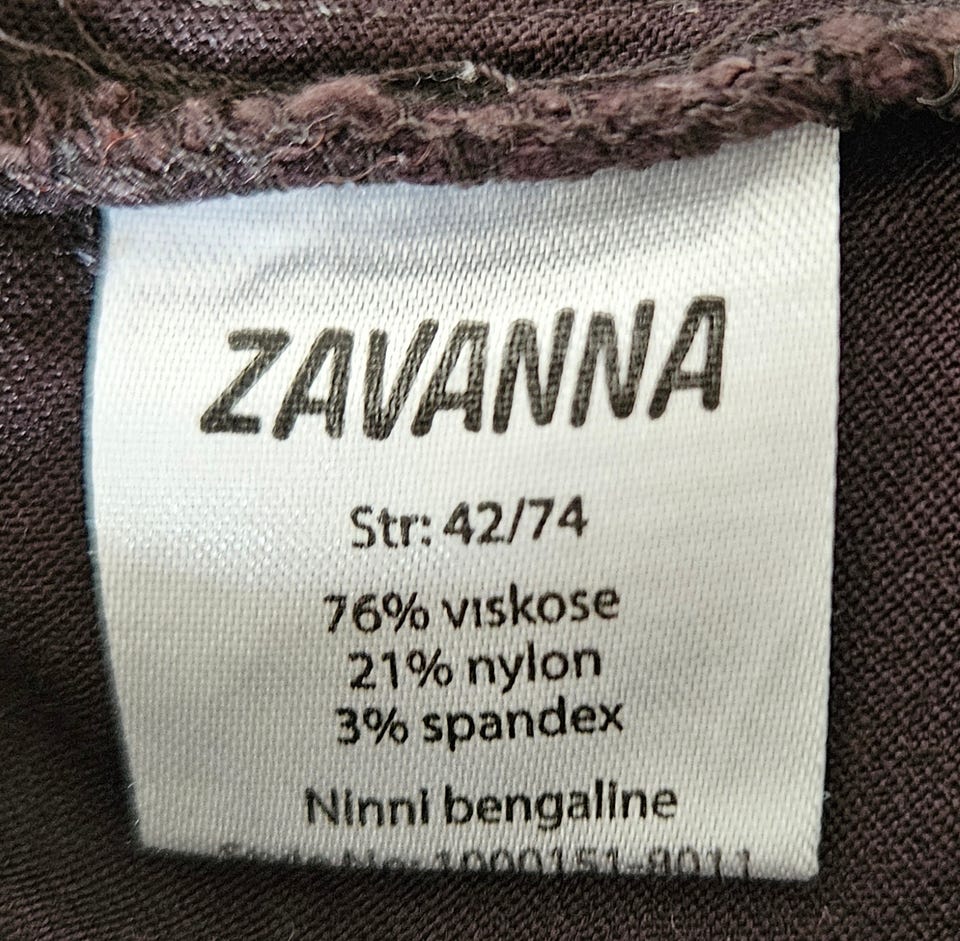 ZAVANNA
Str: 42/74
76% viskose
21% nylon
3% spandex
Ninni bengaline